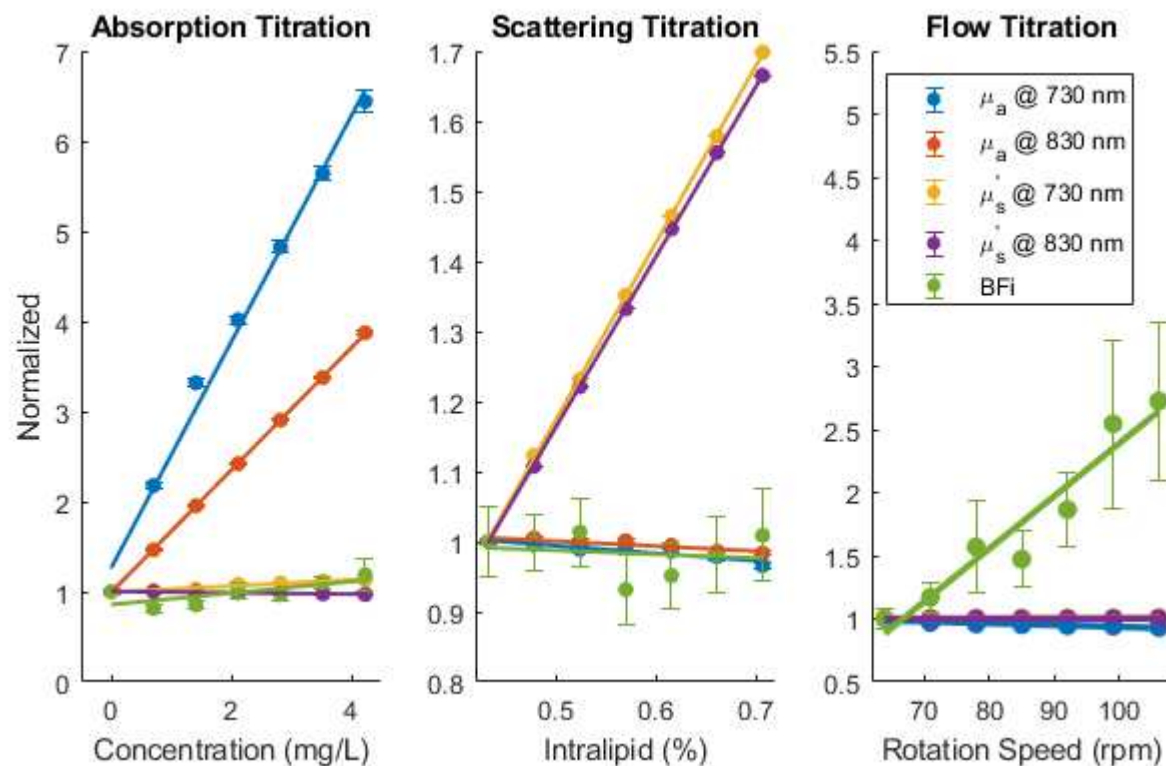 Absorption Titration
Scattering Titration
Flow Titration
Normalized
7
6
5
4
3
2
1
0
0 2 4
Concentration (mg/L)
1.7
1.6
1.5
1.4
1.3
1.2
1.1
1
0.9
0.8
0.5 0.6 0.7
Intralipid (%)
5.5
5
4.5
4
3.5
3
2.5
2
1.5
1
0.5
70 80 90 100
Rotation Speed (rpm)
μa @ 730 nm
μa @ 830 nm
μs' @ 730 nm
μs' @ 830 nm
BFi